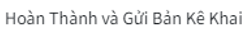 Hoàn Thành và Gửi Bản Kê Khai